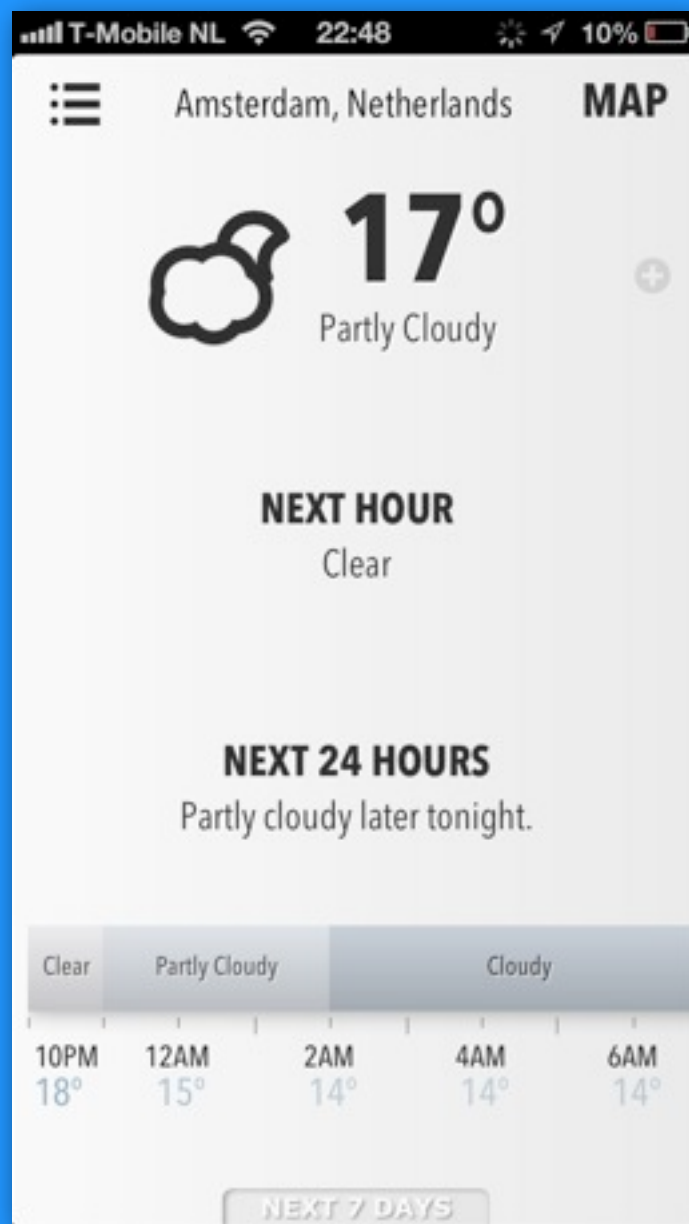 T-Mobile NL 22:48 10%
Amsterdam, Netherlands MAP
17°
Partly Cloudy
NEXT HOUR
Clear
NEXT 24 HOURS
Partly cloudy later tonight.
Clear Partly Cloudy Cloudy
10PM 12AM 2AM 4AM 6AM
18° 15° 14° 14° 14°
NEXT 7 DAYS